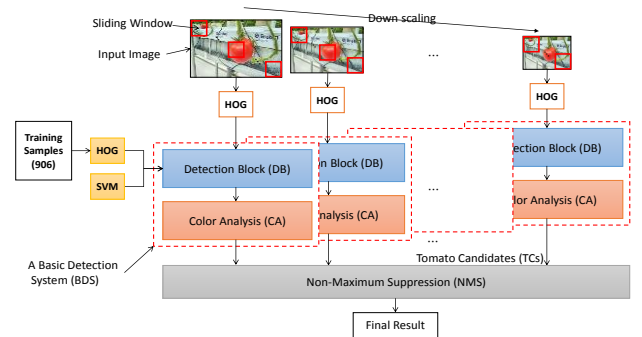 Sliding Window
Down scaling
Input Image
...
HOG
HOG
HOG
Training
Samples
(906)
HOG
SVM
Detection Block (DB)
n Block (DB)
ection Block (DB)
Color Analysis (CA)
nalysis (CA)
...
lor Analysis (CA)
...
A Basic Detection
System (BDS)
Tomato Candidates (TCs)
Non-Maximum Suppression (NMS)
Final Result